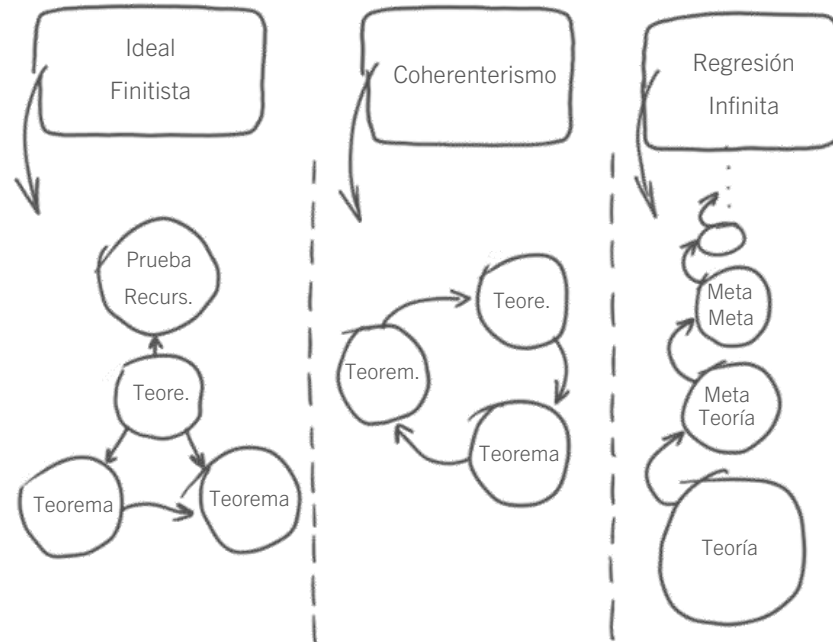 Ideal
Finitista
Prueba
Recurs.
Teore.
Teorema
Teorema
Coherenterismo
Teore.
Teorem.
Teorema
Regresión
Infinita
Meta
Meta
Meta
Teoría
Teoría